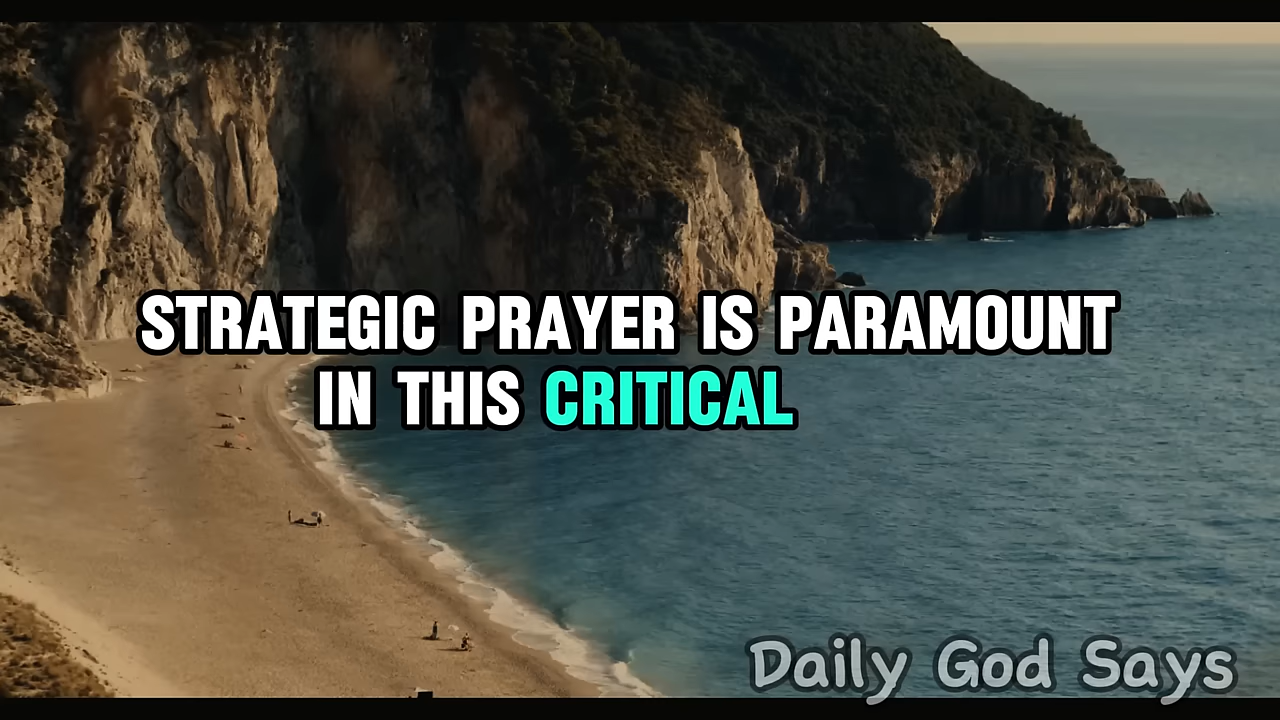 STRATEGIC PRAYER IS PARAMOUNT
IN THIS CRITICAL
Daily God Says